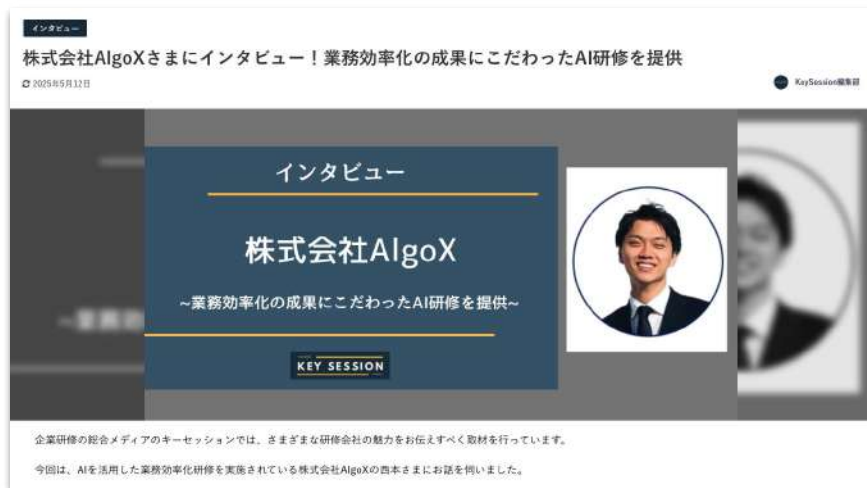 インタビュー
株式会社AlgoXさまにインタビュー！業務効率化の成果にこだわったAI研修を提供
2025年5月12日
KeySession編集部
インタビュー
株式会社AlgoX
~業務効率化の成果にこだわったAI研修を提供~
KEY SESSION
~業務効
企業研修の総合メディアのキーセッションでは、さまざまな研修会社の魅力をお伝えすべく取材を行っています。
今回は、AIを活用した業務効率化研修を実施されている株式会社AlgoXの西本さまにお話を伺いました。